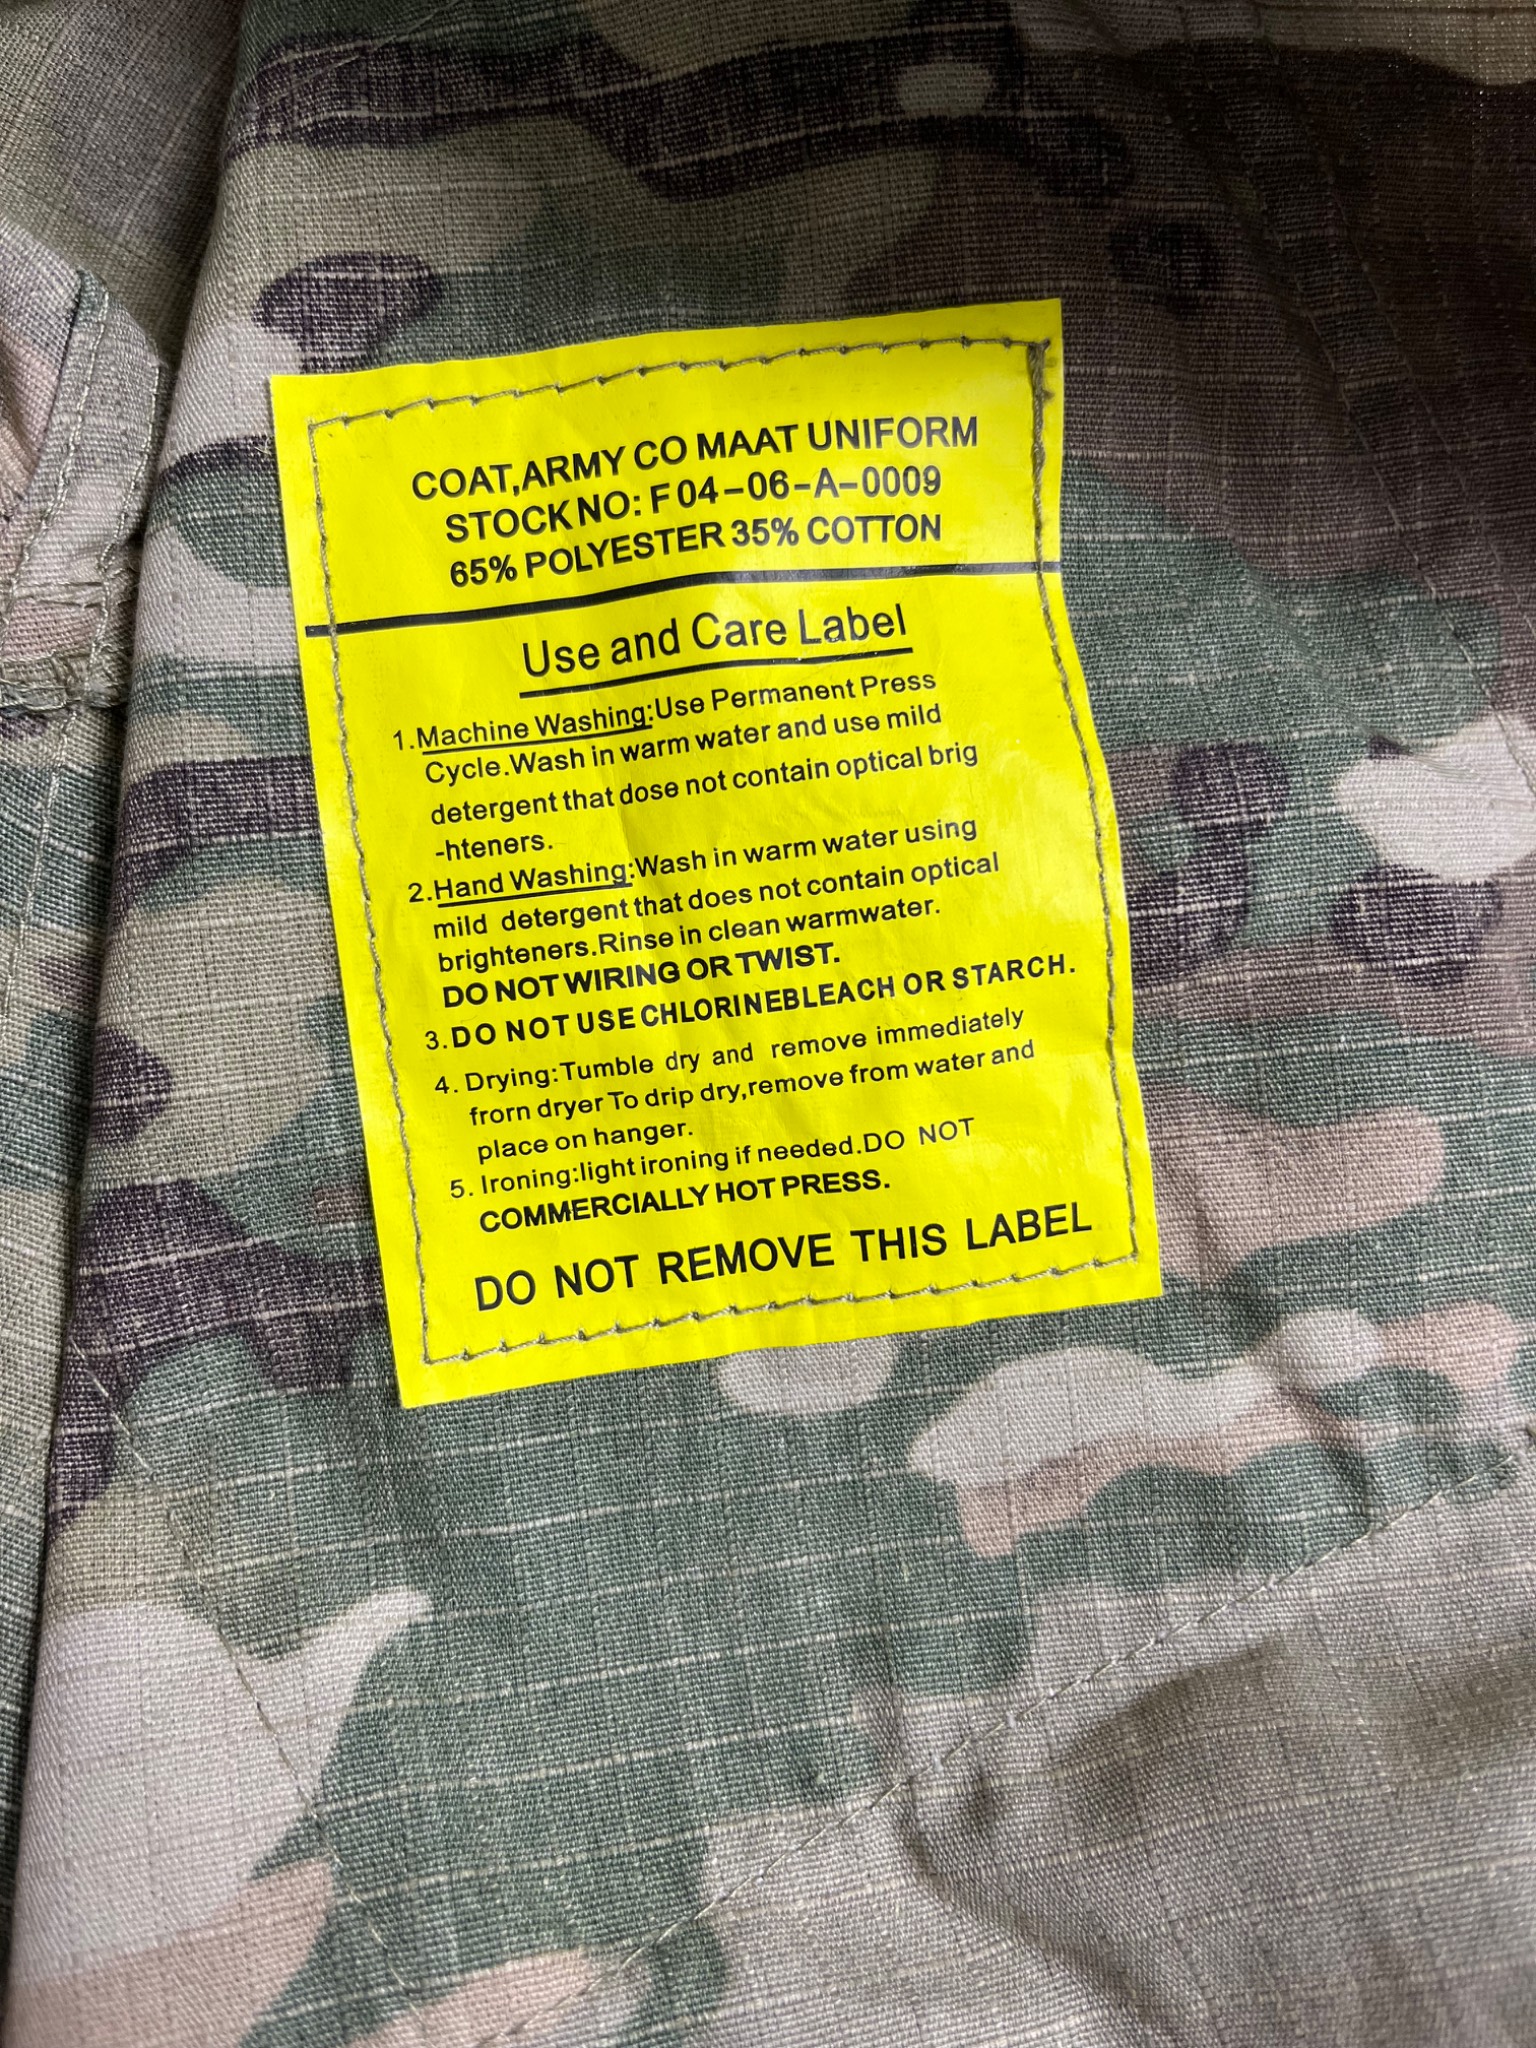 COAT,ARMY CO MAAT UNIFORM
STOCK NO: F04-06-A-0009
65% POLYESTER 35% COTTON
Use and Care Label
1.Machine Washing:Use Permanent Press
Cycle.Wash in warm water and use mild
detergent that dose not contain optical brig
-hteners.
2.Hand Washing:Wash in warm water using
mild detergent that does not contain optical
brighteners.Rinse in clean warmwater.
DO NOT WIRING OR TWIST.
3.DO NOT USE CHLORINEBLEACH OR STARCH.
4. Drying:Tumble dry and remove immediately
frorn dryer To drip dry,remove from water and
place on hanger.
5. Ironing:light ironing if needed.DO NOT
COMMERCIALLY HOT PRESS.
DO NOT REMOVE THIS LABEL